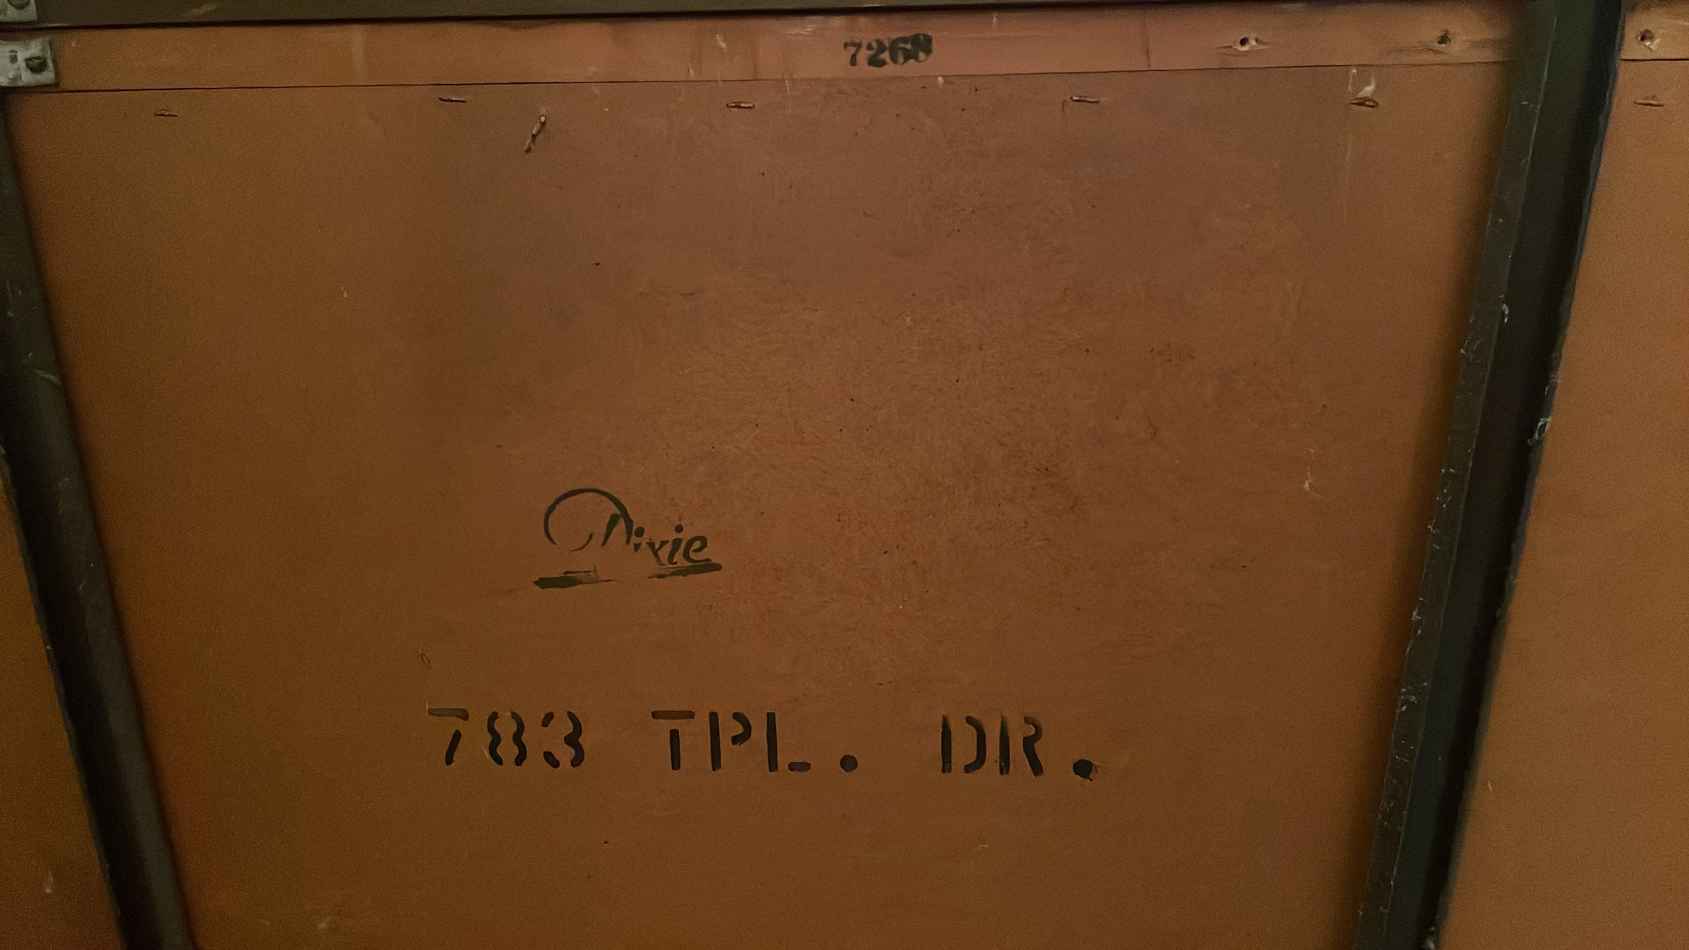 7268
Dixie
783 TPL. DR.